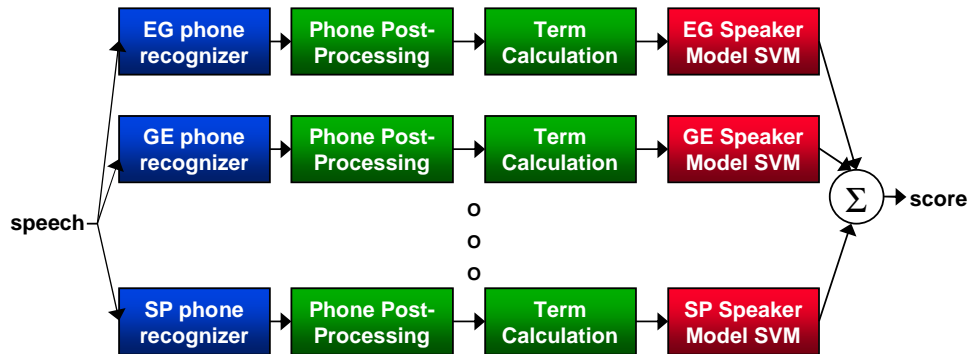 EG phone
recognizer
Phone Post-
Processing
Term
Calculation
EG Speaker
Model SVM
GE phone
recognizer
Phone Post-
Processing
Term
Calculation
GE Speaker
Model SVM
speech
o
o
o
Σ
score
SP phone
recognizer
Phone Post-
Processing
Term
Calculation
SP Speaker
Model SVM